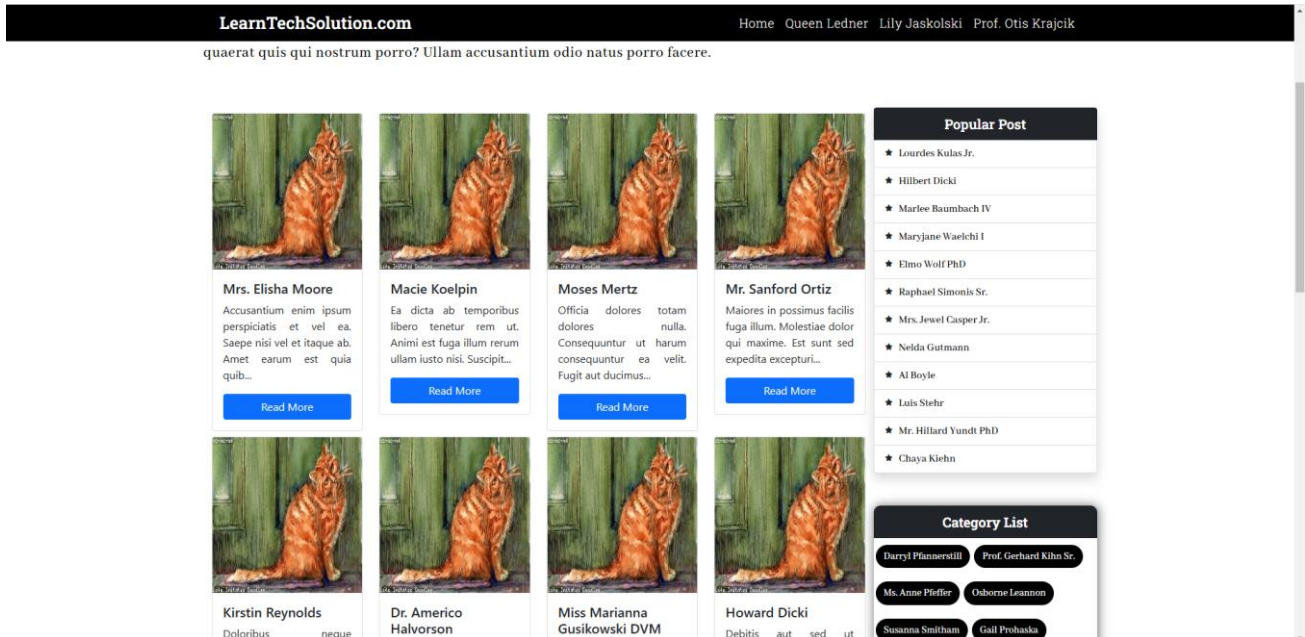 LearnTechSolution.com
Home Queen Ledner Lily Jaskolski Prof. Otis Krajcik
quaerat quis qui nostrum porro? Ullam accusantium odio natus porro facere.
Mrs. Elisha Moore
Accusantium enim ipsum
perspiciatis et vel ea.
Saepe nisi vel et itaque ab.
Amet earum est quia
quib...
Read More
Macie Koelpin
Ea dicta ab temporibus
libero tenetur rem ut.
Animi est fuga illum rerum
ullam iusto nisi. Suscipit...
Read More
Moses Mertz
Officia dolores totam
dolores nulla.
Consequuntur ut harum
consequuntur ea velit.
Fugit aut ducimus...
Read More
Mr. Sanford Ortiz
Maiores in possimus facilis
fuga illum. Molestiae dolor
qui maxime. Est sunt sed
expedita excepturi...
Read More
Kirstin Reynolds
Doloribus neque
Dr. Americo
Halvorson
Miss Marianna
Gusikowski DVM
Howard Dicki
Debitis aut sed ut
Popular Post
Lourdes Kulas Jr.
Hilbert Dicki
Marlee Baumbach IV
Maryjane Waelchi I
Elmo Wolf PhD
Raphael Simonis Sr.
Mrs. Jewel Casper Jr.
Nelda Gutmann
Al Boyle
Luis Stehr
Mr. Hillard Yundt PhD
Chaya Kiehn
Category List
Darryl Pfannerstill Prof. Gerhard Kihn Sr.
Ms. Anne Pfeffer Osborne Leannon
Susanna Smitham Gail Prohaska